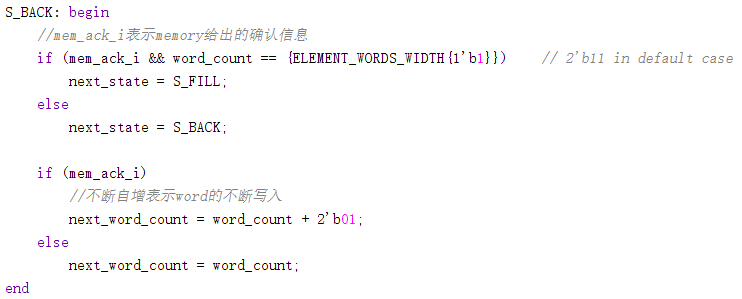 S_BACK: begin
//mem_ack_i表示memory给出的确认信息
if (mem_ack_i && word_count == {ELEMENT_WORDS_WIDTH{1'b1}}) // 2'b11 in default case
next_state = S_FILL;
else
next_state = S_BACK;
if (mem_ack_i)
//不断自增表示word的不断写入
next_word_count = word_count + 2'b01;
else
next_word_count = word_count;
end